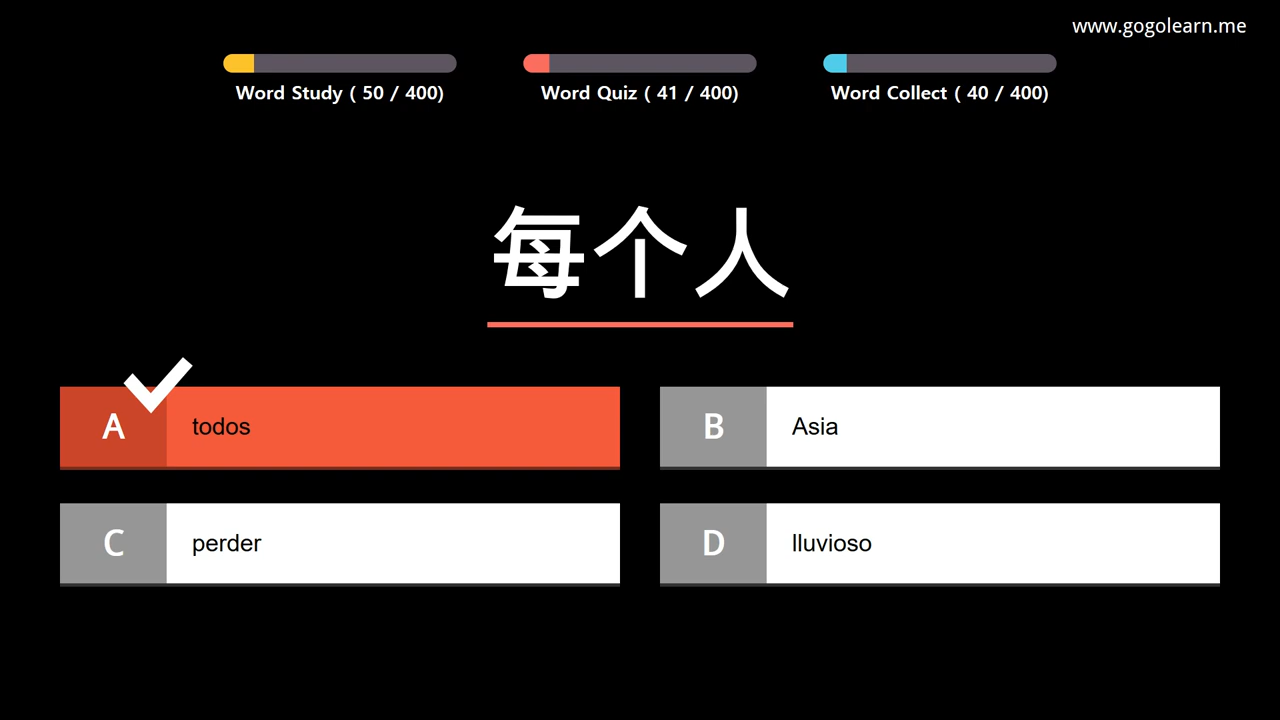 www.gogolearn.me
Word Study ( 50 / 400)
Word Quiz ( 41 / 400)
Word Collect ( 40 / 400)
每个人
A todos
B Asia
C perder
D lluvioso